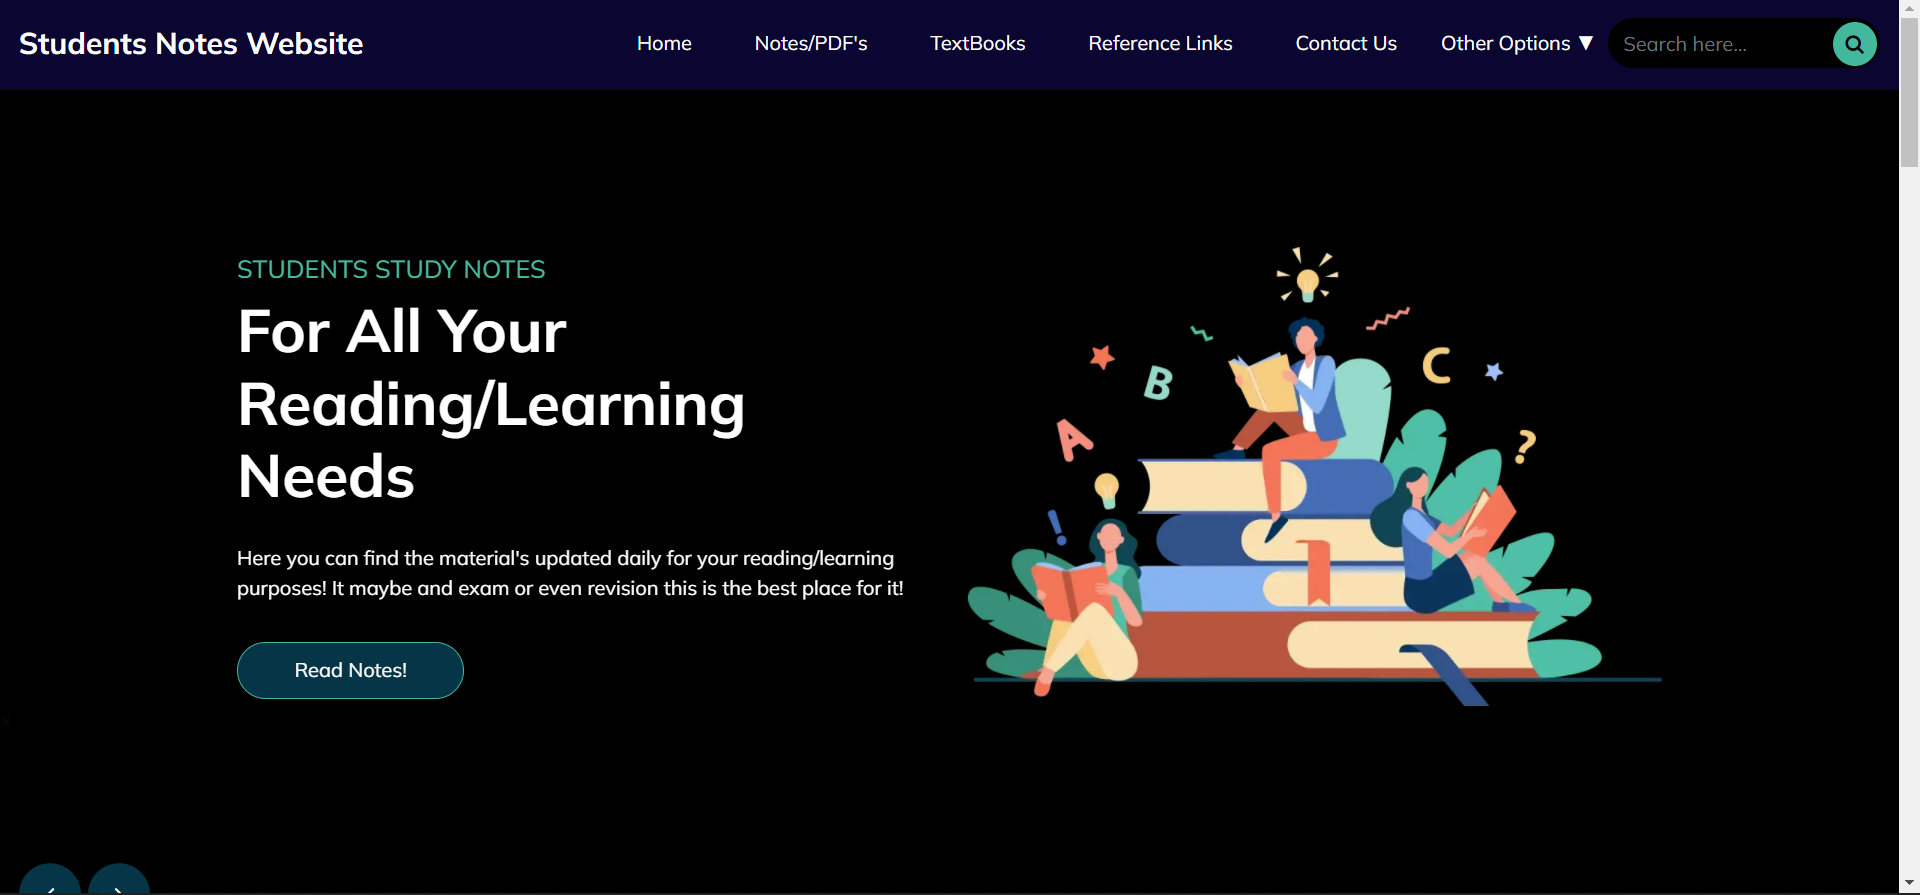 Students Notes Website
Home
Notes/PDF's
TextBooks
Reference Links
Contact Us
Other Options ▼
Search here...
STUDENTS STUDY NOTES
For All Your
Reading/Learning
Needs
Here you can find the material's updated daily for your reading/learning
purposes! It maybe and exam or even revision this is the best place for it!
Read Notes!
A
B
C
?
!